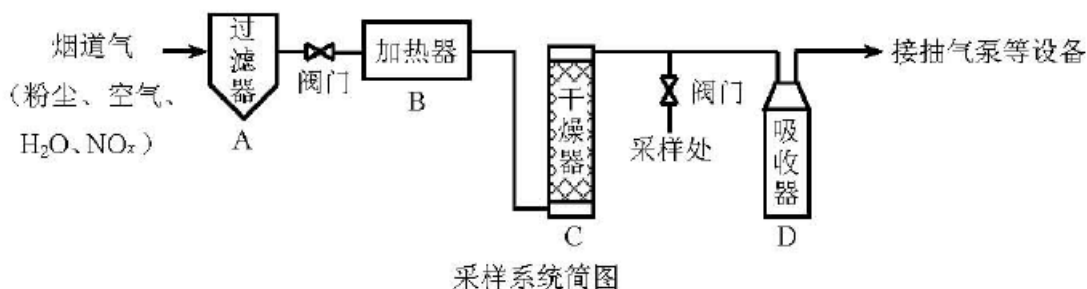 烟道气
(粉尘、空气、
H₂O、NOₓ)
过滤器
A
阀门
加热器
B
干燥器
C
阀门
采样处
吸收器
D
接抽气泵等设备
采样系统简图